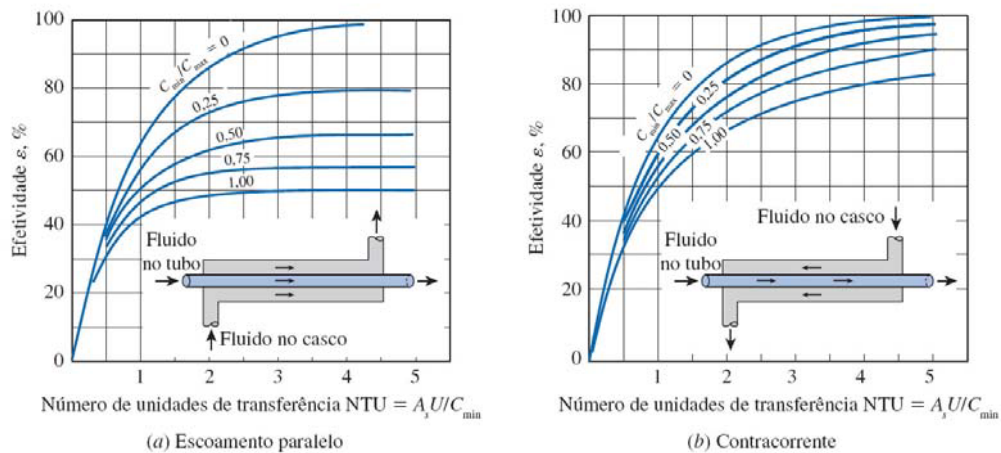 100
80
60
40
20
0
Efetividade ε, %
C_min/C_max = 0
0,25
0,50
0,75
1,00
Fluido
no tubo
Fluido no casco
1 2 3 4 5
Número de unidades de transferência NTU = A_sU/C_min
(a) Escoamento paralelo
100
80
60
40
20
0
Efetividade ε, %
C_min/C_max = 0
0,25
0,50
0,75
1,00
Fluido no casco
Fluido
no tubo
1 2 3 4 5
Número de unidades de transferência NTU = A_sU/C_min
(b) Contracorrente